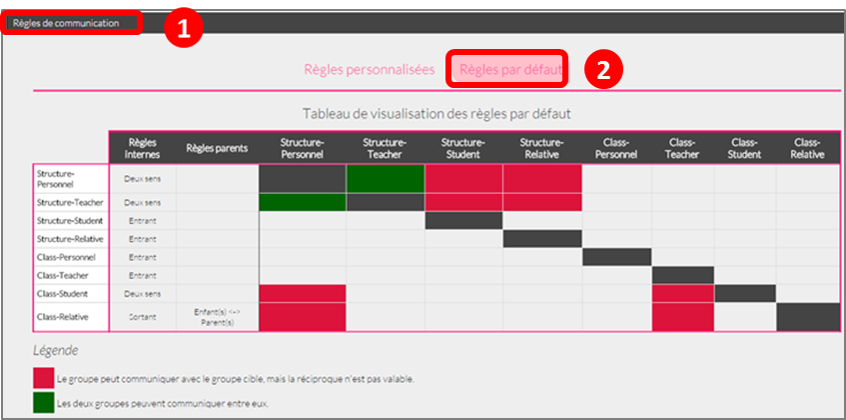 Règles de communication
1
Règles personnalisées Règles par défaut
2
Tableau de visualisation des règles par défaut
Règles Internes Règles parents Structure-Personnel Structure-Teacher Structure-Student Structure-Relative Class-Personnel Class-Teacher Class-Student Class-Relative
Structure-Personnel Deux sens
Structure-Teacher Deux sens
Structure-Student Entrant
Structure-Relative Entrant
Class-Personnel Entrant
Class-Teacher Entrant
Class-Student Deux sens
Class-Relative Sortant Enfant(s) <-> Parent(s)
Légende
Le groupe peut communiquer avec le groupe cible, mais la réciproque n'est pas valable.
Les deux groupes peuvent communiquer entre eux.